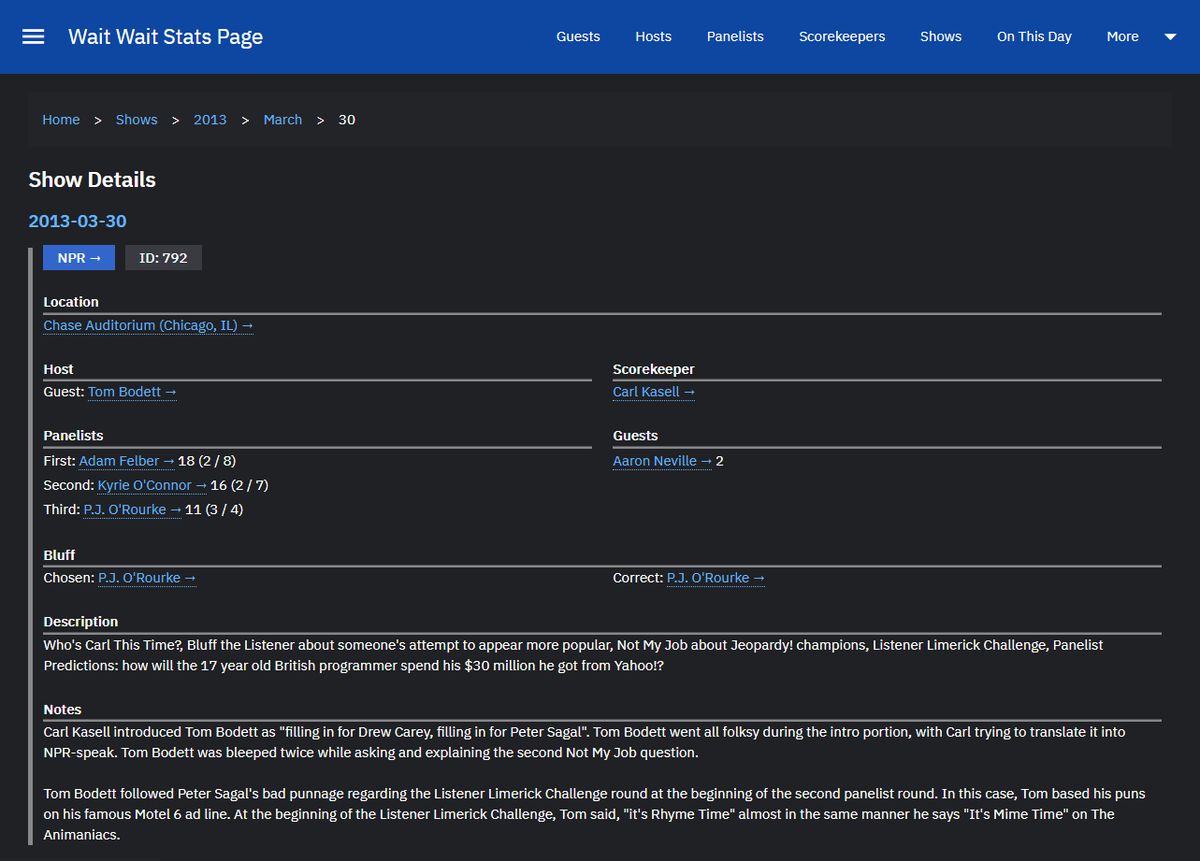 Wait Wait Stats Page
Guests Hosts Panelists Scorekeepers Shows On This Day More
Home > Shows > 2013 > March > 30
Show Details
2013-03-30
NPR → ID: 792
Location
Chase Auditorium (Chicago, IL) →
Host
Guest: Tom Bodett →
Scorekeeper
Carl Kasell →
Panelists
First: Adam Felber → 18 (2 / 8)
Second: Kyrie O'Connor → 16 (2 / 7)
Third: P.J. O'Rourke → 11 (3 / 4)
Guests
Aaron Neville → 2
Bluff
Chosen: P.J. O'Rourke →
Correct: P.J. O'Rourke →
Description
Who's Carl This Time?, Bluff the Listener about someone's attempt to appear more popular, Not My Job about Jeopardy! champions, Listener Limerick Challenge, Panelist
Predictions: how will the 17 year old British programmer spend his $30 million he got from Yahoo!?
Notes
Carl Kasell introduced Tom Bodett as "filling in for Drew Carey, filling in for Peter Sagal". Tom Bodett went all folksy during the intro portion, with Carl trying to translate it into
NPR-speak. Tom Bodett was bleeped twice while asking and explaining the second Not My Job question.
Tom Bodett followed Peter Sagal's bad punnage regarding the Listener Limerick Challenge round at the beginning of the second panelist round. In this case, Tom based his puns
on his famous Motel 6 ad line. At the beginning of the Listener Limerick Challenge, Tom said, "it's Rhyme Time" almost in the same manner he says "It's Mime Time" on The
Animaniacs.